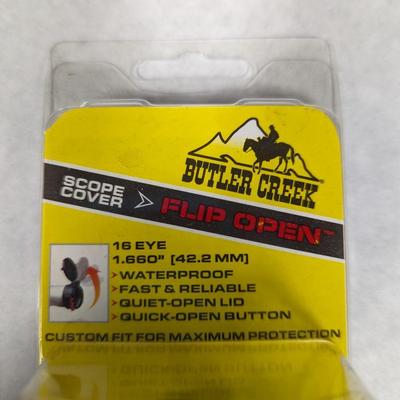 BUTLER CREEK
SCOPE COVER > FLIP OPEN™
16 EYE
1.660" [42.2 MM]
>WATERPROOF
>FAST & RELIABLE
>QUIET-OPEN LID
>QUICK-OPEN BUTTON
CUSTOM FIT FOR MAXIMUM PROTECTION